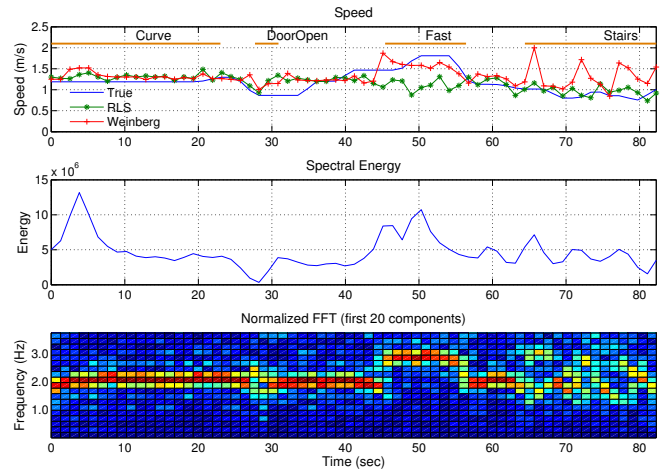 Speed
2.5
2
1.5
1
0.5
0
Speed (m/s)
Curve DoorOpen Fast Stairs
True
RLS
Weinberg
0 10 20 30 40 50 60 70 80
Spectral Energy
x 10^6
15
10
5
0
Energy
0 10 20 30 40 50 60 70 80
Normalized FFT (first 20 components)
3.0
2.0
1.0
Frequency (Hz)
0 10 20 30 40 50 60 70 80
Time (sec)